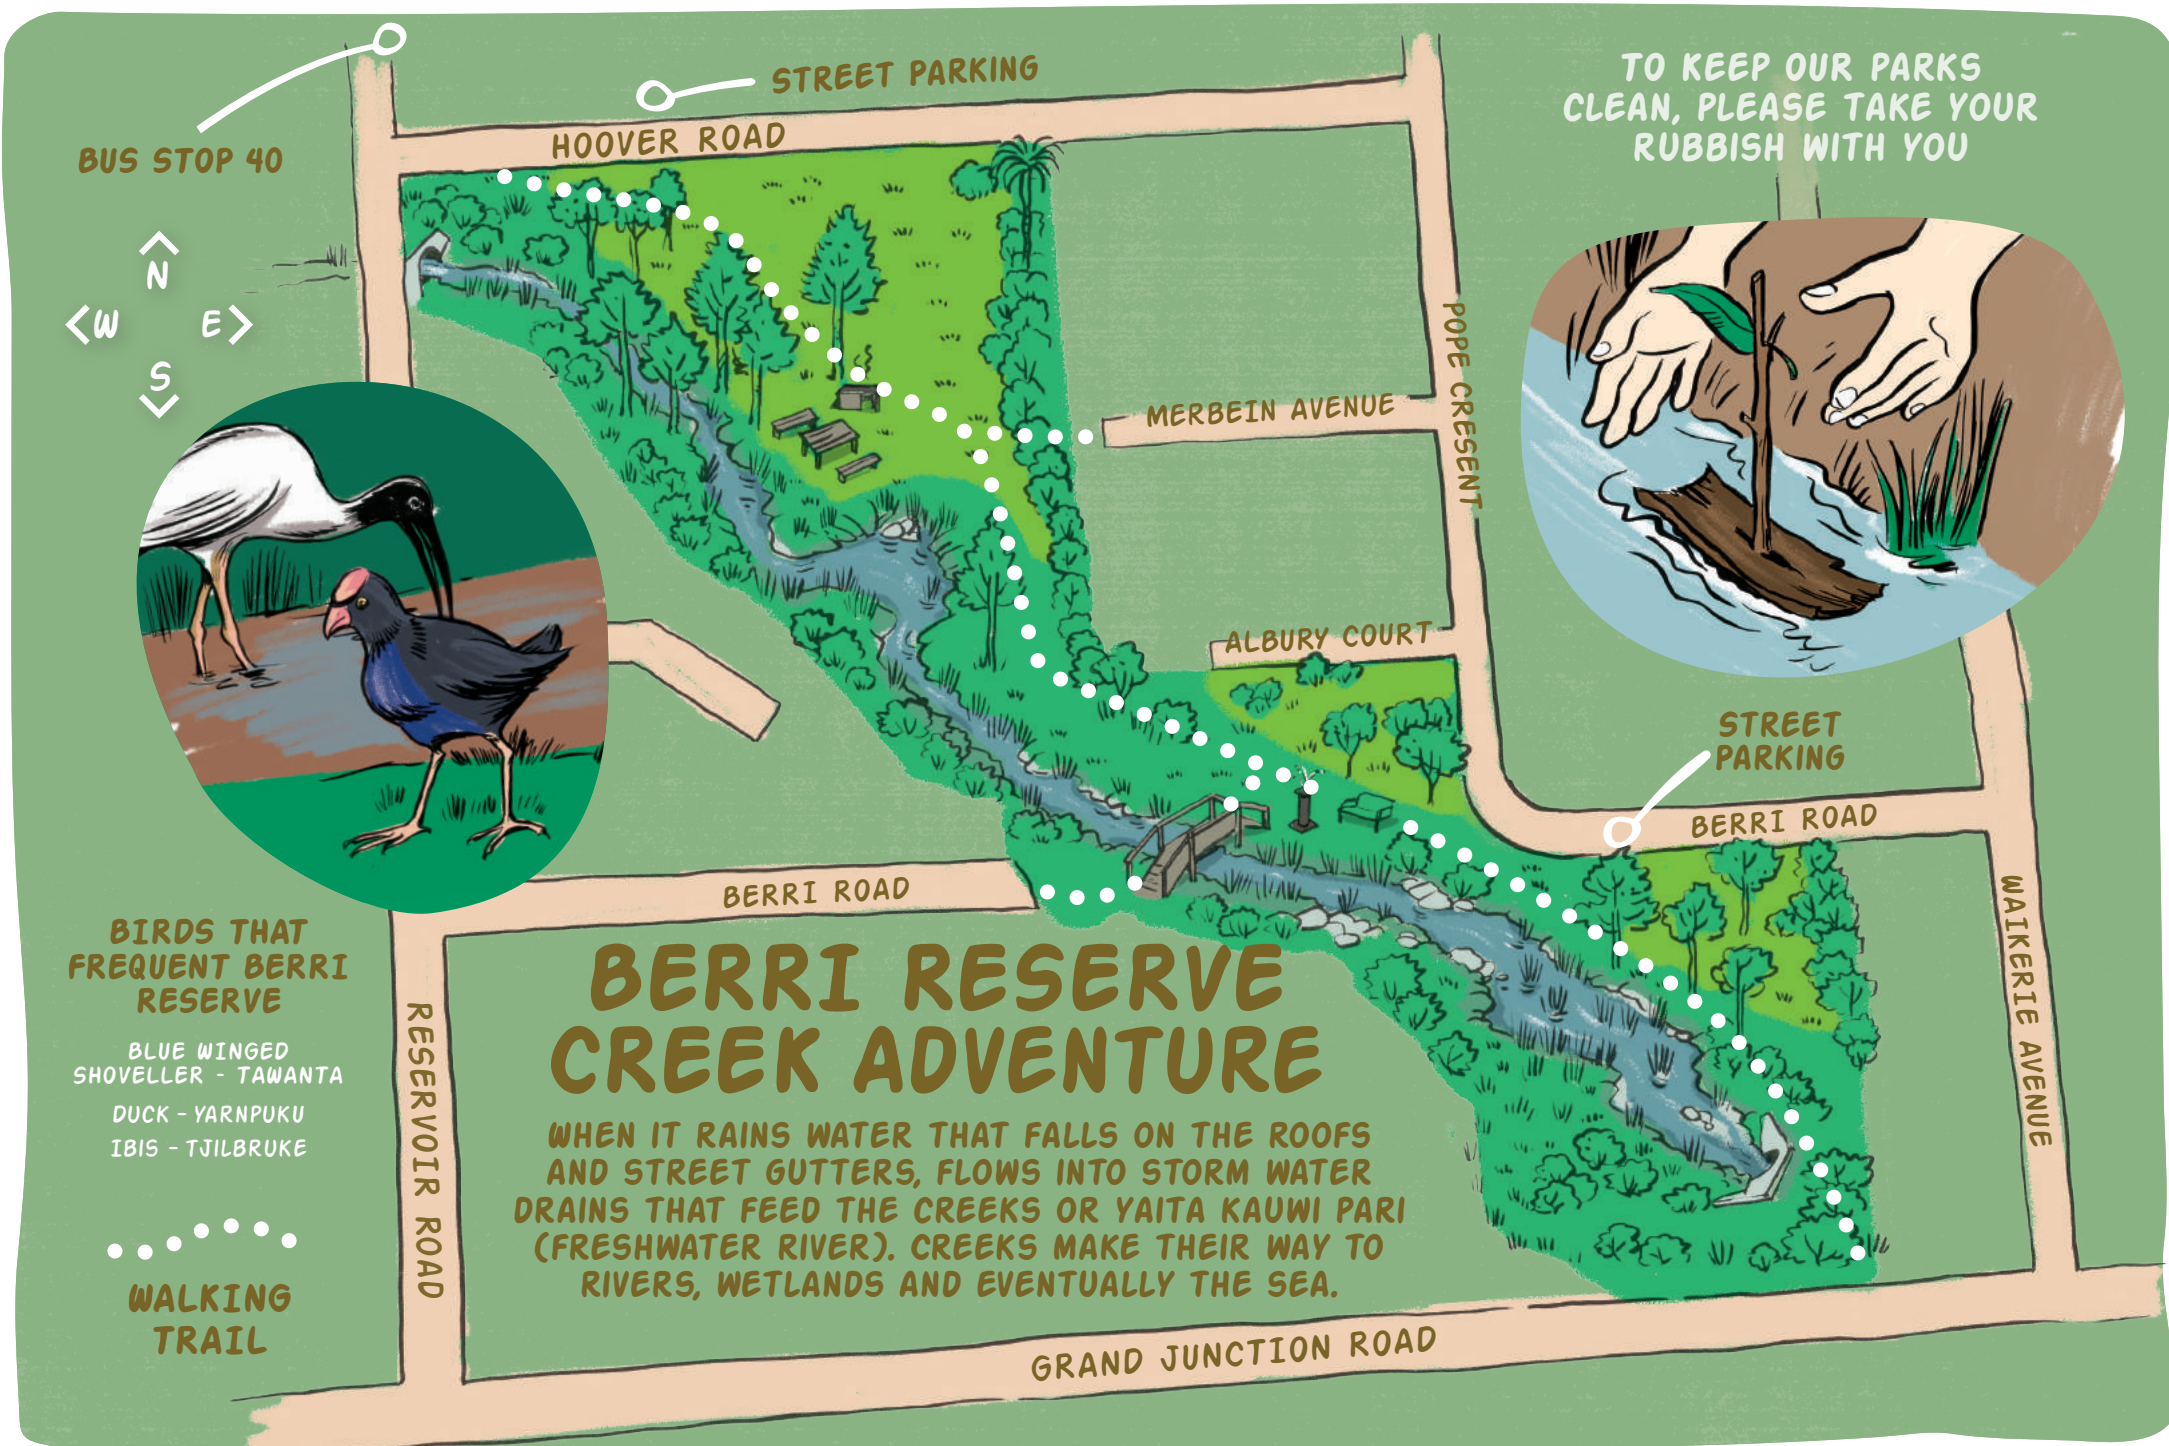 BUS STOP 40
STREET PARKING
HOOVER ROAD
TO KEEP OUR PARKS
CLEAN, PLEASE TAKE YOUR
RUBBISH WITH YOU
N
W
E
S
POPE CRESENT
MERBEIN AVENUE
ALBURY COURT
STREET
PARKING
BERRI ROAD
BERRI ROAD
WAIKERIE AVENUE
BIRDS THAT
FREQUENT BERRI
RESERVE
BLUE WINGED
SHOVELLER - TAWANTA
DUCK - YARNPUKU
IBIS - TJILBRUKE
WALKING
TRAIL
RESERVOIR ROAD
BERRI RESERVE
CREEK ADVENTURE
WHEN IT RAINS WATER THAT FALLS ON THE ROOFS
AND STREET GUTTERS, FLOWS INTO STORM WATER
DRAINS THAT FEED THE CREEKS OR YAITA KAUWI PARI
(FRESHWATER RIVER). CREEKS MAKE THEIR WAY TO
RIVERS, WETLANDS AND EVENTUALLY THE SEA.
GRAND JUNCTION ROAD